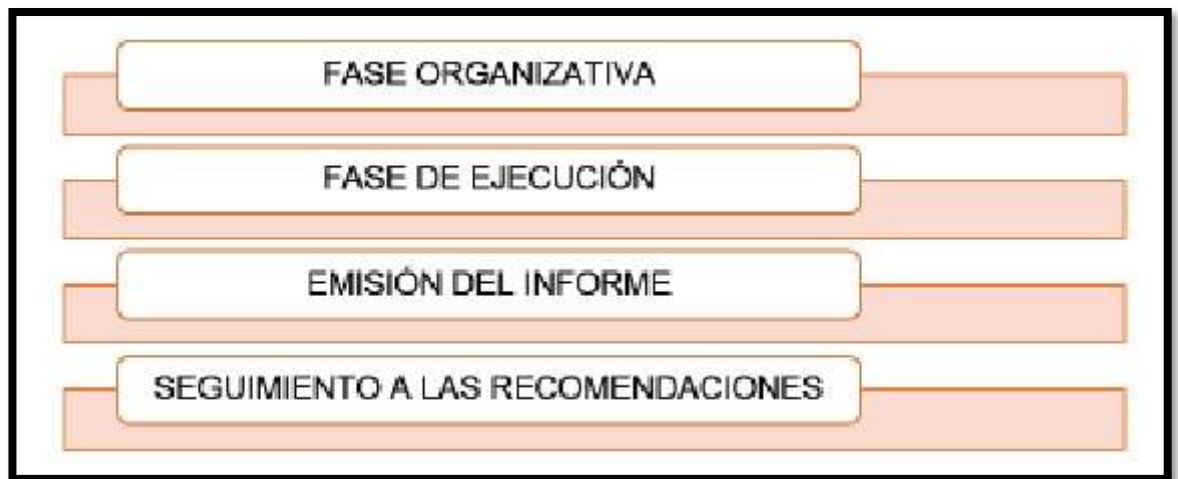 FASE ORGANIZATIVA
FASE DE EJECUCIÓN
EMISIÓN DEL INFORME
SEGUIMIENTO A LAS RECOMENDACIONES